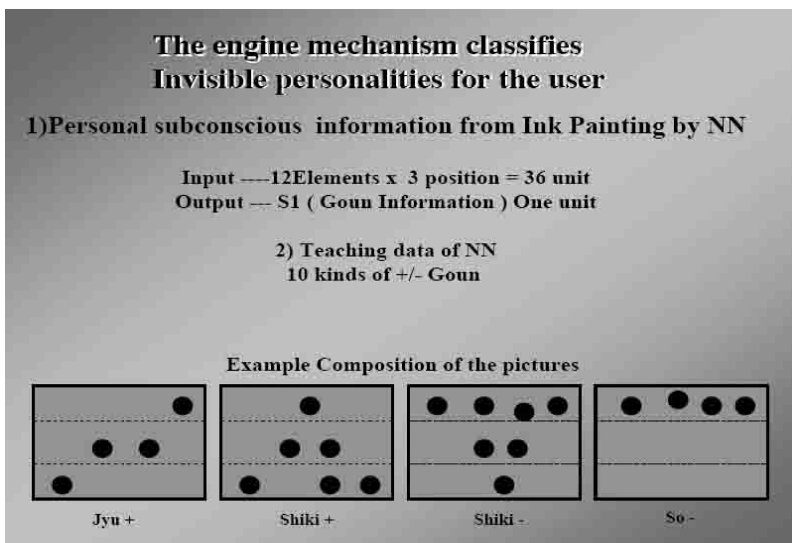 The engine mechanism classifies
Invisible personalities for the user
1)Personal subconscious information from Ink Painting by NN
Input ----12Elements x 3 position = 36 unit
Output --- S1 ( Goun Information ) One unit
2) Teaching data of NN
10 kinds of +/- Goun
Example Composition of the pictures
Jyu +
Shiki +
Shiki -
So -